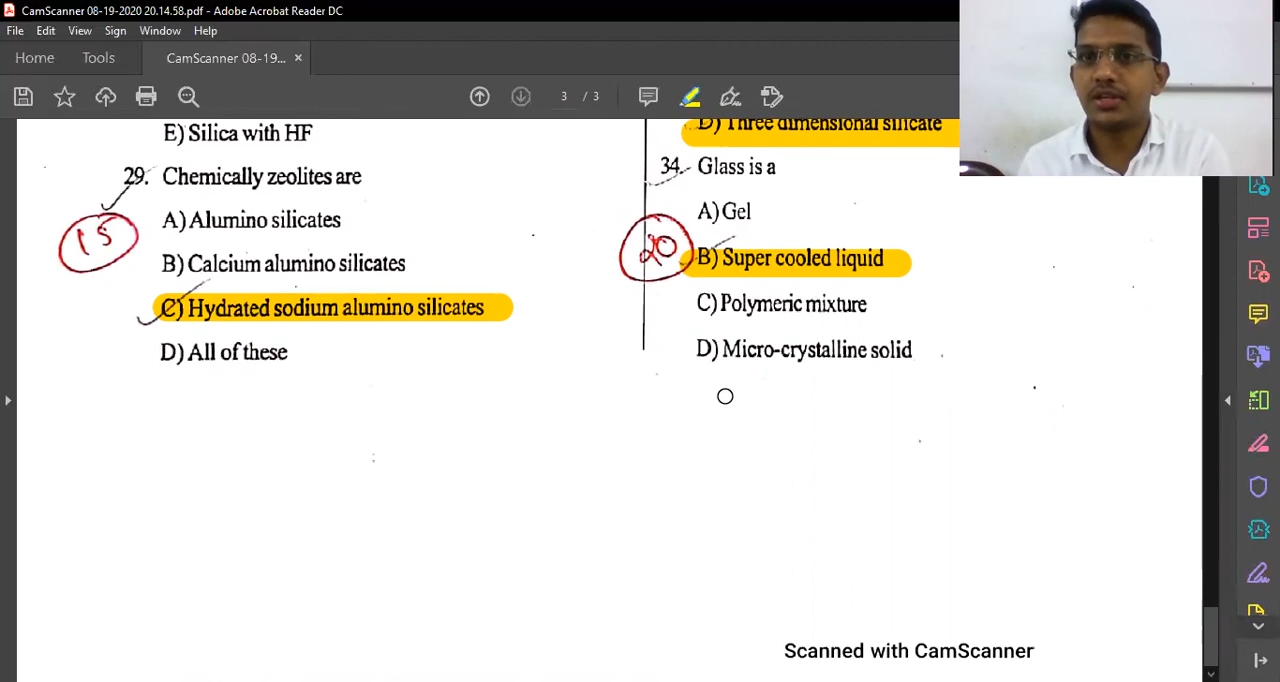 CamScanner 08-19-2020 20.14.58.pdf - Adobe Acrobat Reader DC
File Edit View Sign Window Help
Home Tools CamScanner 08-19... ×
3 / 3
E) Silica with HF
29. Chemically zeolites are
15
A) Alumino silicates
B) Calcium alumino silicates
C) Hydrated sodium alumino silicates
D) All of these
D) Three dimensional silicate
34. Glass is a
20
A) Gel
B) Super cooled liquid
C) Polymeric mixture
D) Micro-crystalline solid
Scanned with CamScanner